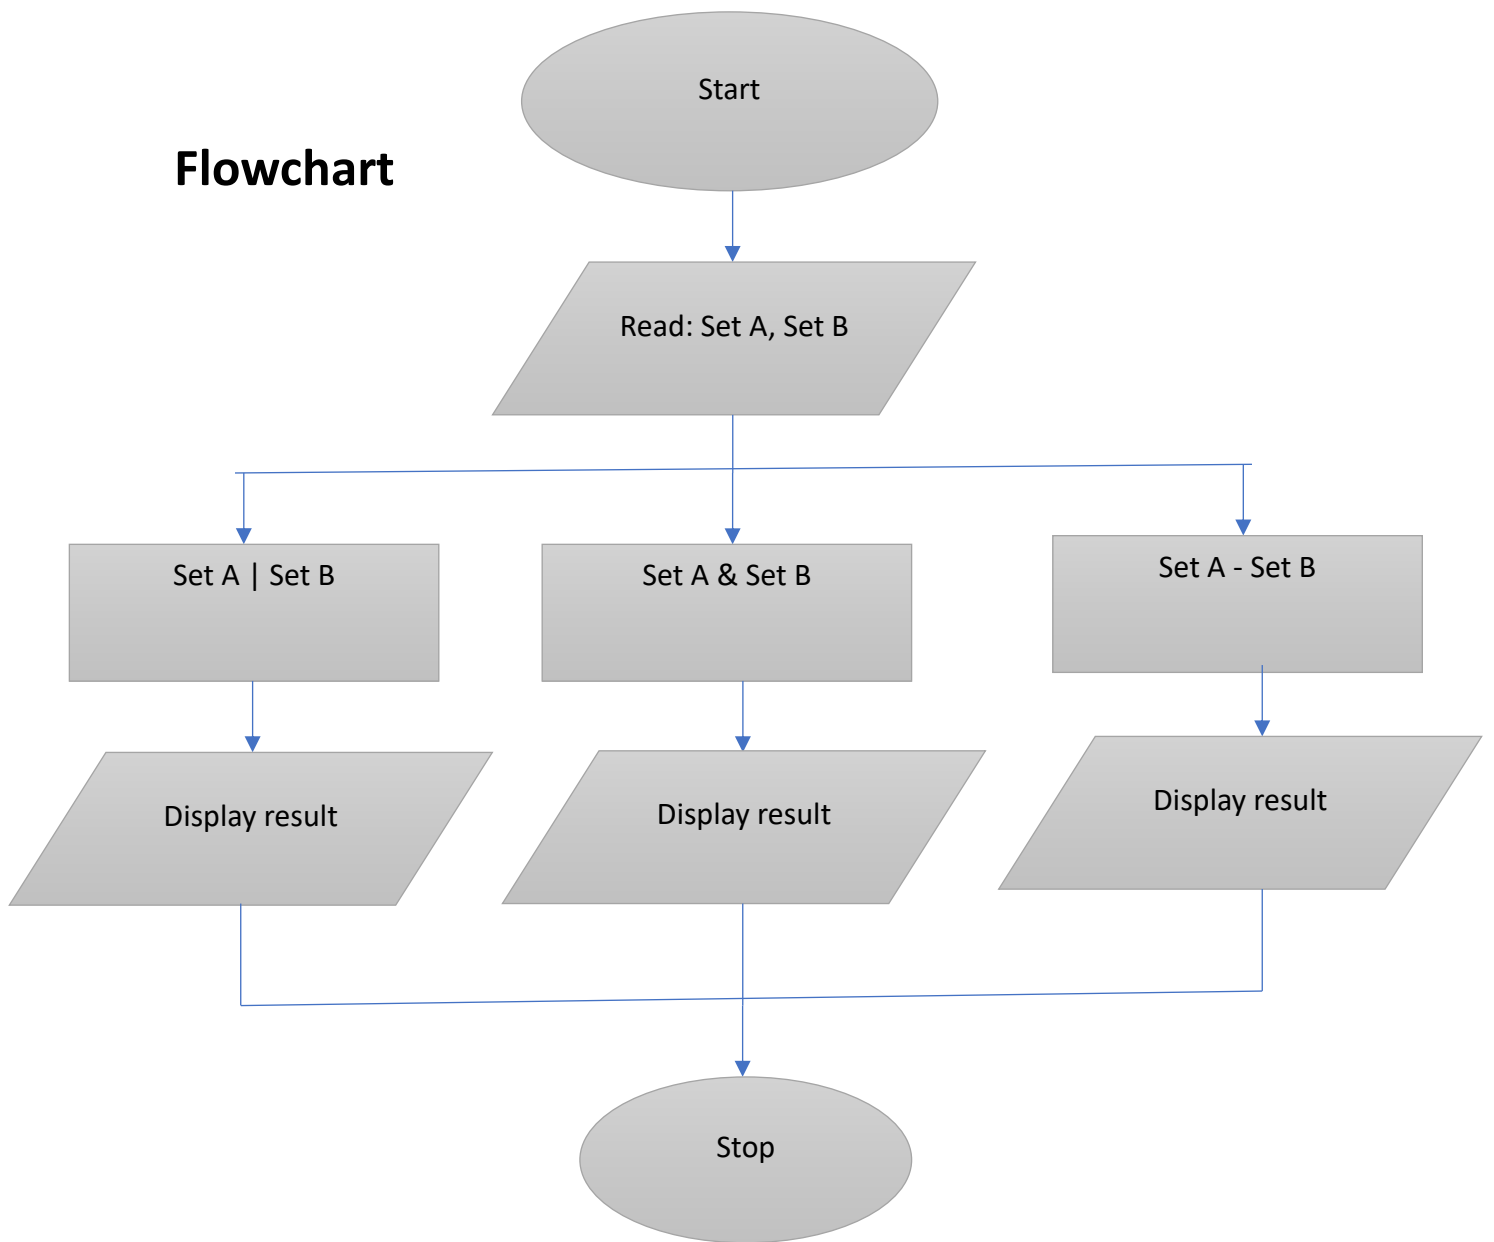 Start
Flowchart
Read: Set A, Set B
Set A | Set B
Set A & Set B
Set A - Set B
Display result
Display result
Display result
Stop